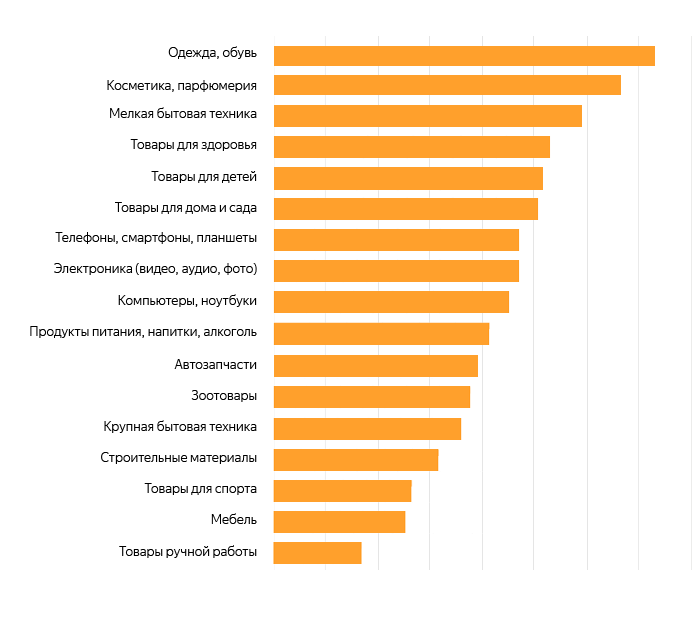 Одежда, обувь
Косметика, парфюмерия
Мелкая бытовая техника
Товары для здоровья
Товары для детей
Товары для дома и сада
Телефоны, смартфоны, планшеты
Электроника (видео, аудио, фото)
Компьютеры, ноутбуки
Продукты питания, напитки, алкоголь
Автозапчасти
Зоотовары
Крупная бытовая техника
Строительные материалы
Товары для спорта
Мебель
Товары ручной работы